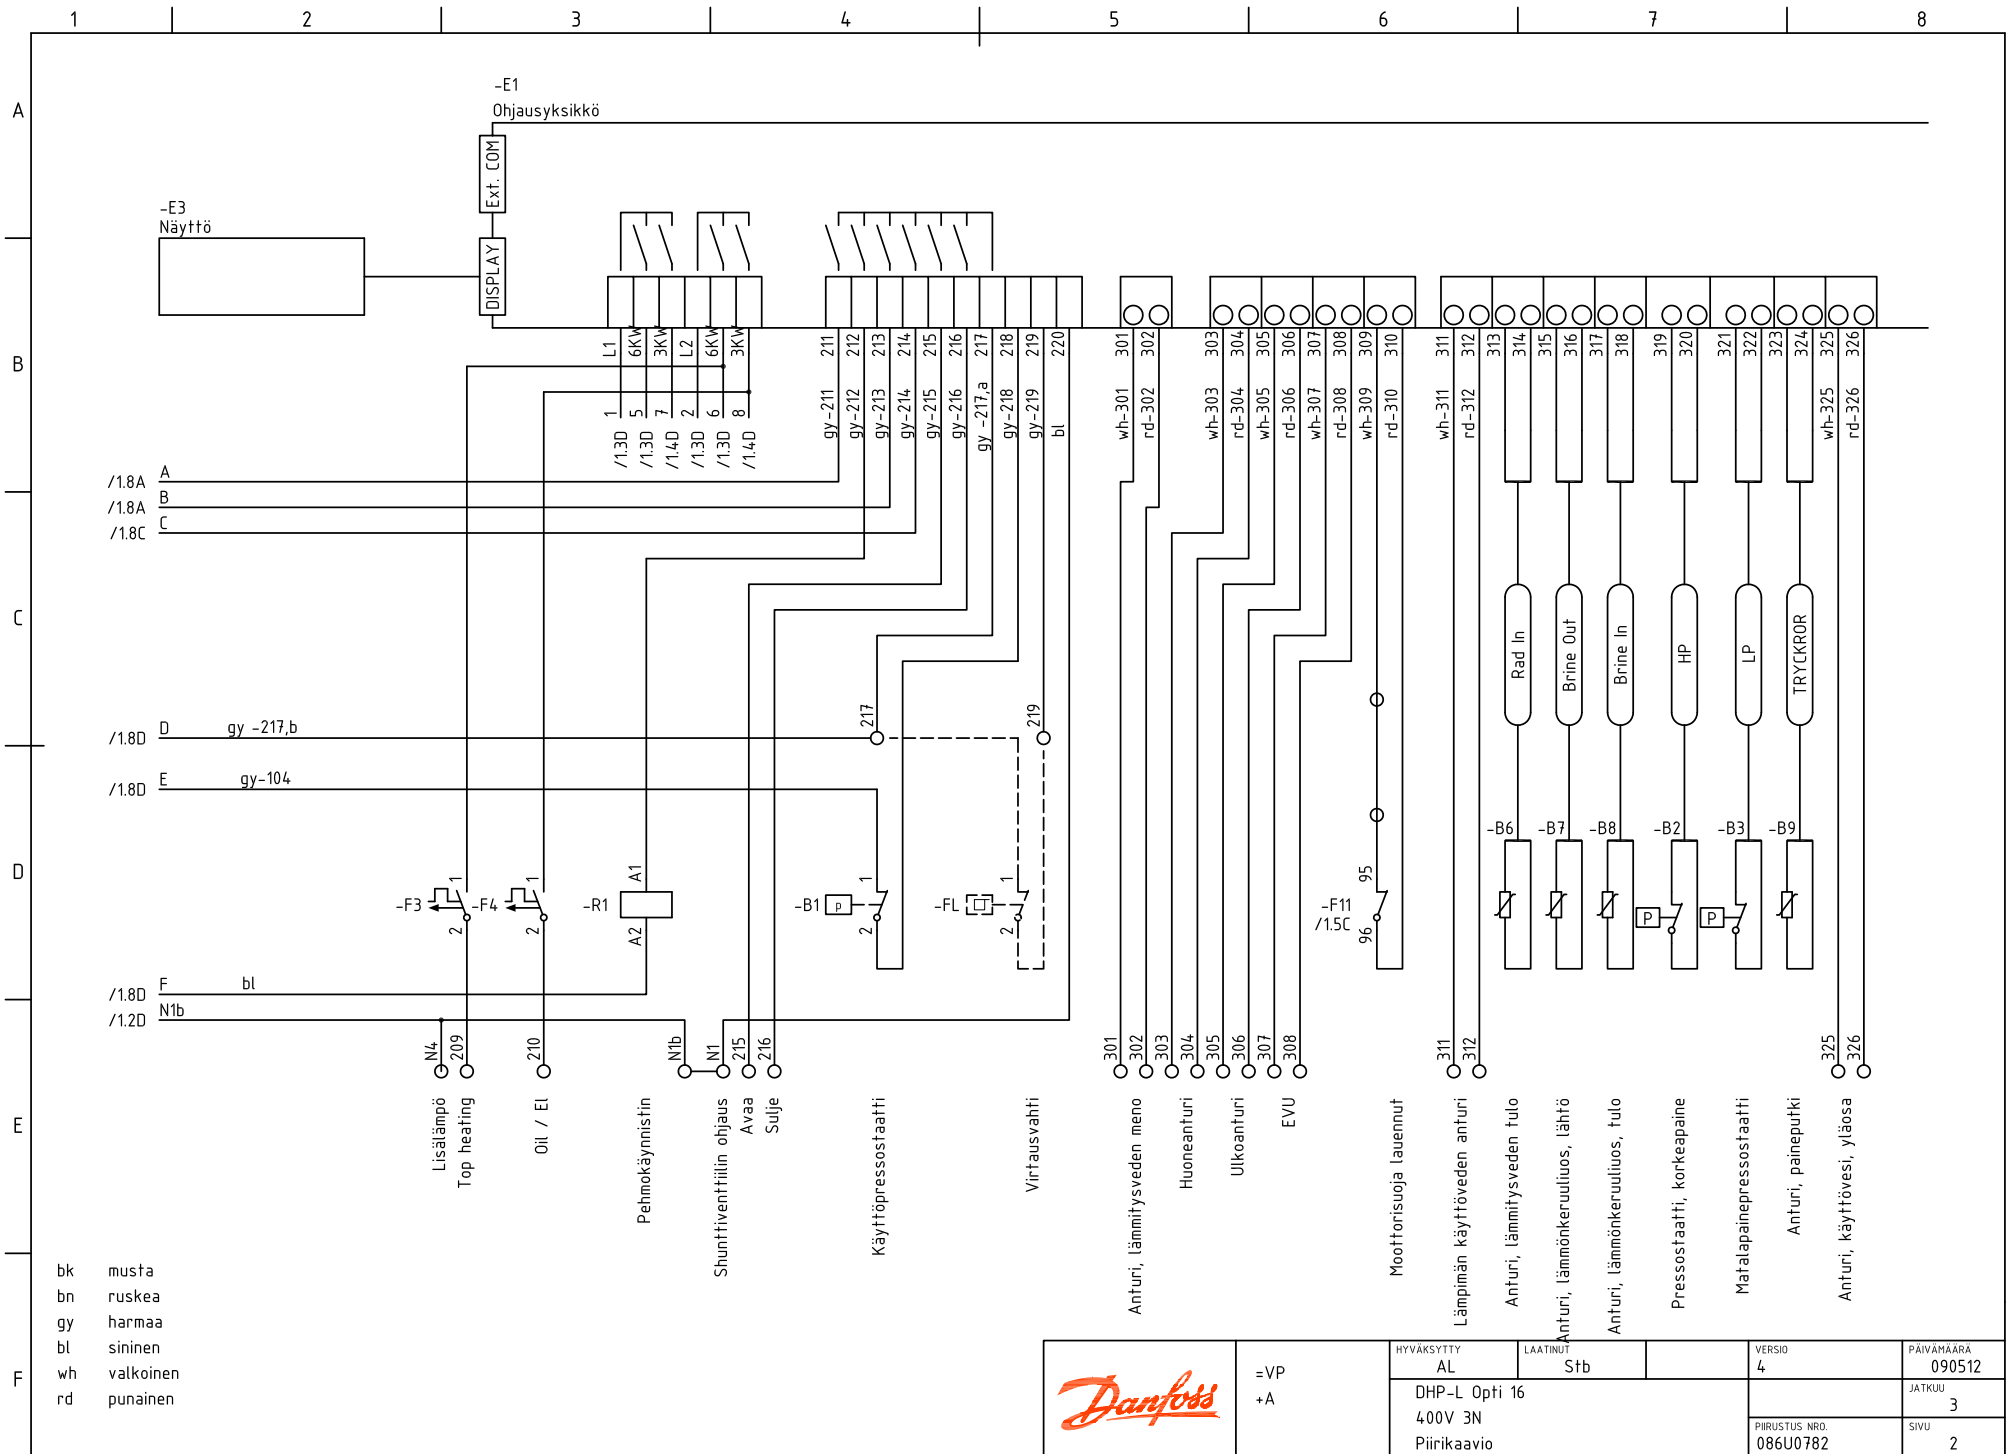 1 2 3 4 5 6 7 8
A
B
C
D
E
F
-E1
Ohjausyksikkö
Ext. COM
DISPLAY
-E3
Näyttö
L1 6KW 3KW L2 6KW 3KW
1 5 7 2 6 8
/1.3D /1.3D /1.4D /1.3D /1.3D /1.4D
211 212 213 214 215 216 217 218 219 220
gy-211 gy-212 gy-213 gy-214 gy-215 gy-216 gy -217,a gy-218 gy-219 bl
301 302
wh-301 rd-302
303 304 305 306 307 308 309 310
wh-303 rd-304 wh-305 rd-306 wh-307 rd-308 wh-309 rd-310
311 312 313 314 315 316 317 318 319 320 321 322 323 324 325 326
wh-311 rd-312 wh-325 rd-326
/1.8A A
/1.8A B
/1.8C C
Rad In
Brine Out
Brine In
HP
LP
TRYCKROR
/1.8D D gy -217,b 217 219
/1.8D E gy-104
-F3 1 2
-F4 1 2
-R1 A1 A2
-B1 p 1 2
-FL 1 2
-F11
/1.5C
95 96
-B6 -B7 -B8 -B2 -B3 -B9
P P
/1.8D F bl
/1.2D N1b
N4 209 210 N1b N1 215 216
301 302 303 304 305 306 307 308 311 312 325 326
Lisälämpö
Top heating
Oil / El
Pehmokäynnistin
Shunttiventtiilin ohjaus
Avaa
Sulje
Käyttöpressostaatti
Virtausvahti
Anturi, lämmitysveden meno
Huoneanturi
Ulkoanturi
EVU
Moottorisuoja lauennut
Lämpimän käyttöveden anturi
Anturi, lämmitysveden tulo
Anturi, lämmönkeruuliuos, lähtö
Anturi, lämmönkeruuliuos, tulo
Pressostaatti, korkeapaine
Matalapainepressostaatti
Anturi, paineputki
Anturi, käyttövesi, yläosa
bk musta
bn ruskea
gy harmaa
bl sininen
wh valkoinen
rd punainen
Danfoss
=VP
+A
HYVÄKSYTTY
AL
LAATINUT
Stb
VERSIO
4
PÄIVÄMÄÄRÄ
090512
DHP-L Opti 16
400V 3N
Piirikaavio
JATKUU
3
PIIRUSTUS NRO.
086U0782
SIVU
2